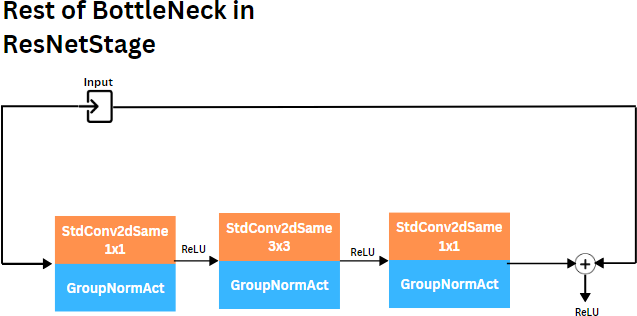 Rest of BottleNeck in
ResNetStage
Input
StdConv2dSame
1x1
GroupNormAct
ReLU
StdConv2dSame
3x3
GroupNormAct
ReLU
StdConv2dSame
1x1
GroupNormAct
+
ReLU